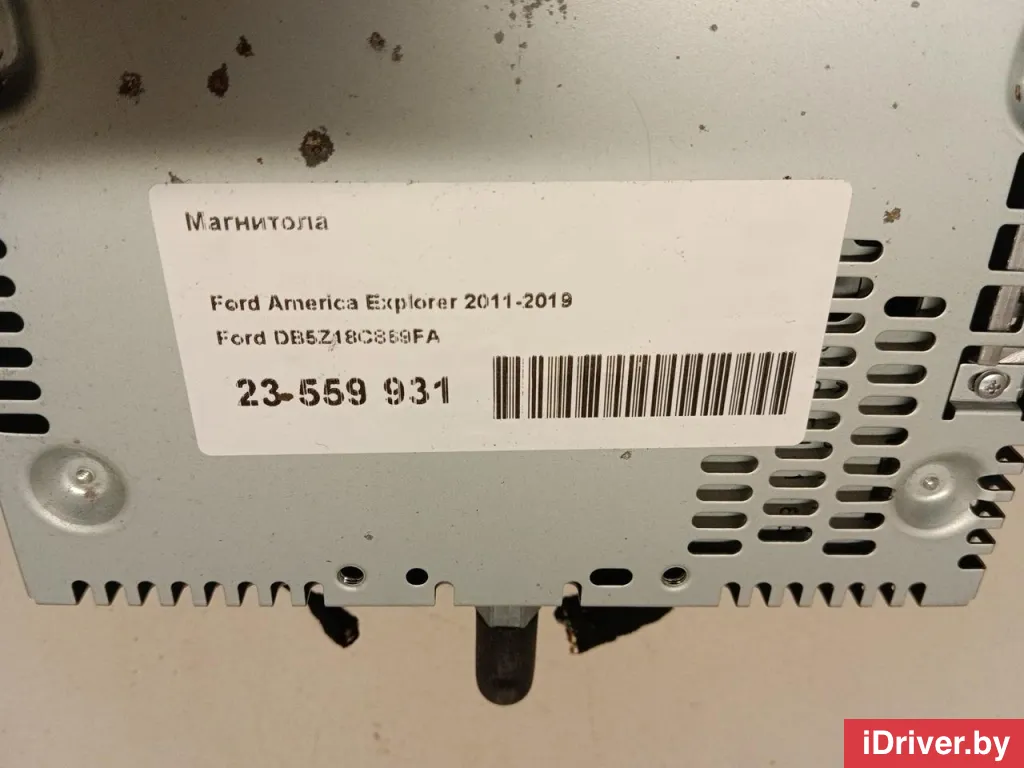 Магнитола
Ford America Explorer 2011-2019
Ford DB5Z18C869FA
23-559 931
iDriver.by